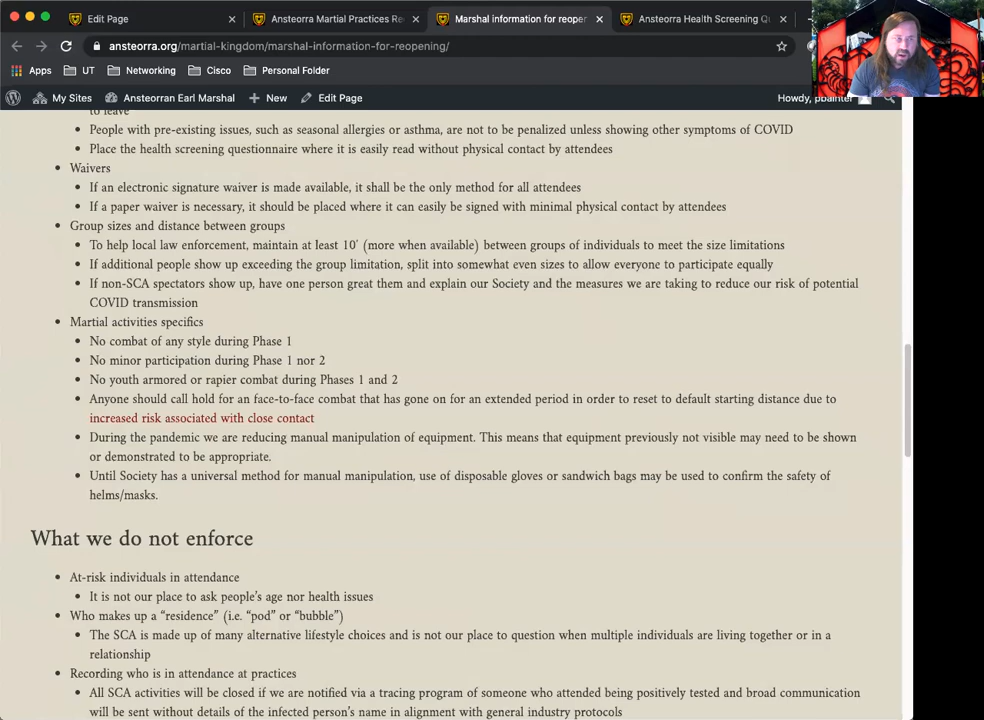 Edit Page
Ansteorra Martial Practices Re
Marshal information for reoper
Ansteorra Health Screening Q
ansteorra.org/martial-kingdom/marshal-information-for-reopening/
Apps
UT
Networking
Cisco
Personal Folder
My Sites
Ansteorran Earl Marshal
New
Edit Page
Howdy, pbainter
to leave
People with pre-existing issues, such as seasonal allergies or asthma, are not to be penalized unless showing other symptoms of COVID
Place the health screening questionnaire where it is easily read without physical contact by attendees
Waivers
If an electronic signature waiver is made available, it shall be the only method for all attendees
If a paper waiver is necessary, it should be placed where it can easily be signed with minimal physical contact by attendees
Group sizes and distance between groups
To help local law enforcement, maintain at least 10′ (more when available) between groups of individuals to meet the size limitations
If additional people show up exceeding the group limitation, split into somewhat even sizes to allow everyone to participate equally
If non-SCA spectators show up, have one person great them and explain our Society and the measures we are taking to reduce our risk of potential
COVID transmission
Martial activities specifics
No combat of any style during Phase 1
No minor participation during Phase 1 nor 2
No youth armored or rapier combat during Phases 1 and 2
Anyone should call hold for an face-to-face combat that has gone on for an extended period in order to reset to default starting distance due to
increased risk associated with close contact
During the pandemic we are reducing manual manipulation of equipment. This means that equipment previously not visible may need to be shown
or demonstrated to be appropriate.
Until Society has a universal method for manual manipulation, use of disposable gloves or sandwich bags may be used to confirm the safety of
helms/masks.
What we do not enforce
At-risk individuals in attendance
It is not our place to ask people's age nor health issues
Who makes up a "residence" (i.e. "pod" or "bubble")
The SCA is made up of many alternative lifestyle choices and is not our place to question when multiple individuals are living together or in a
relationship
Recording who is in attendance at practices
All SCA activities will be closed if we are notified via a tracing program of someone who attended being positively tested and broad communication
will be sent without details of the infected person's name in alignment with general industry protocols